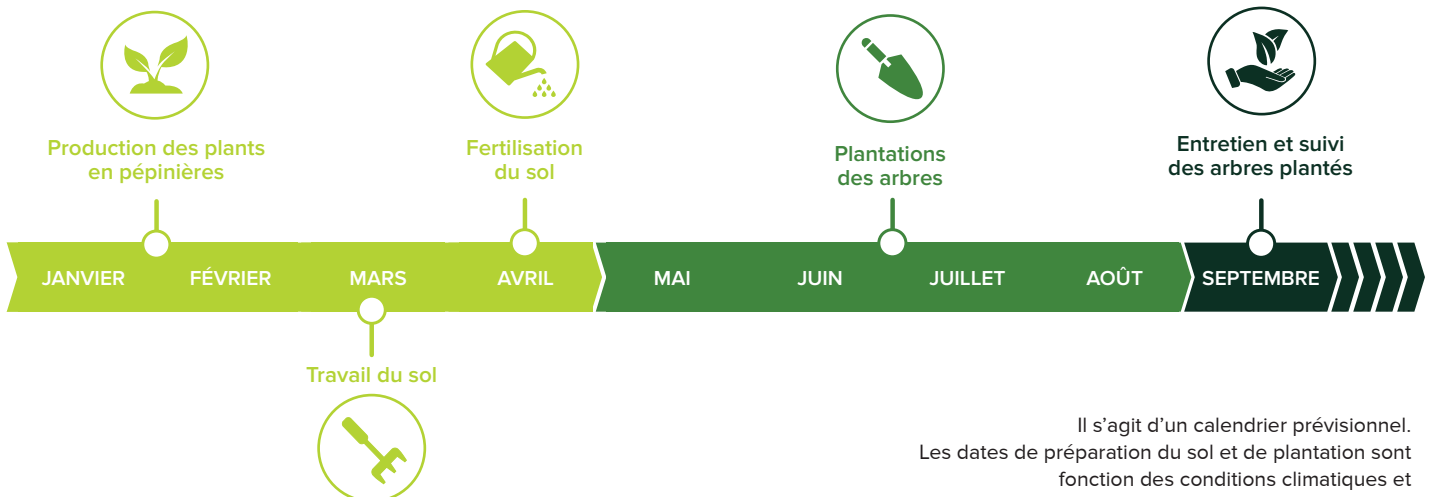 Production des plants
en pépinières
Fertilisation
du sol
Plantations
des arbres
Entretien et suivi
des arbres plantés
JANVIER
FÉVRIER
MARS
AVRIL
MAI
JUIN
JUILLET
AOÛT
SEPTEMBRE
Travail du sol
Il s’agit d’un calendrier prévisionnel.
Les dates de préparation du sol et de plantation sont
fonction des conditions climatiques et